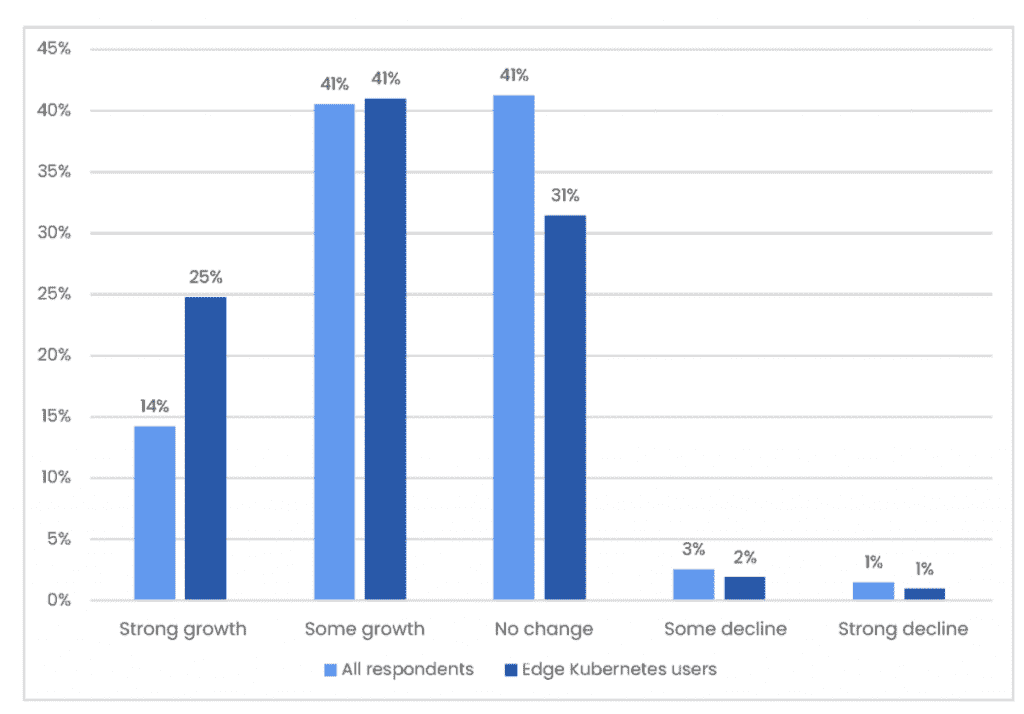 45%
40%
35%
30%
25%
20%
15%
10%
5%
0%
14%
25%
41%
41%
41%
31%
3%
2%
1%
1%
Strong growth
Some growth
No change
Some decline
Strong decline
All respondents
Edge Kubernetes users